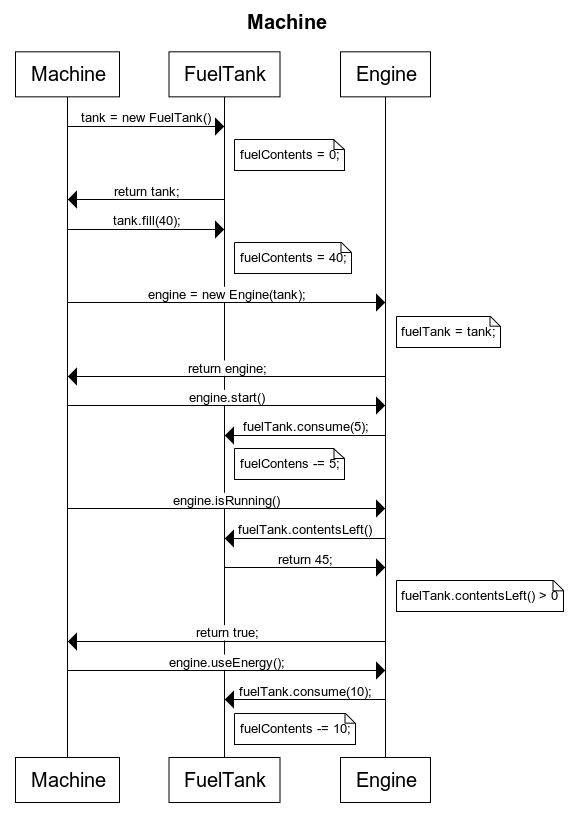 Machine
Machine FuelTank Engine
tank = new FuelTank()
fuelContents = 0;
return tank;
tank.fill(40);
fuelContents = 40;
engine = new Engine(tank);
fuelTank = tank;
return engine;
engine.start()
fuelTank.consume(5);
fuelContens -= 5;
engine.isRunning()
fuelTank.contentsLeft()
return 45;
fuelTank.contentsLeft() > 0
return true;
engine.useEnergy();
fuelTank.consume(10);
fuelContents -= 10;
Machine FuelTank Engine